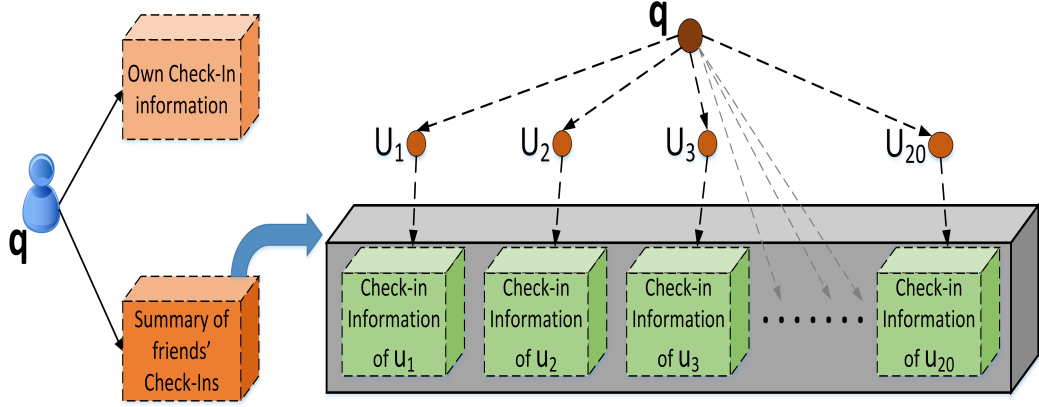 q
Own Check-In
information
q
Summary of
friends'
Check-Ins
q
U1
U2
U3
U20
Check-in
Information
of u1
Check-in
Information
of u2
Check-in
Information
of u3
.......
Check-in
Information
of u20